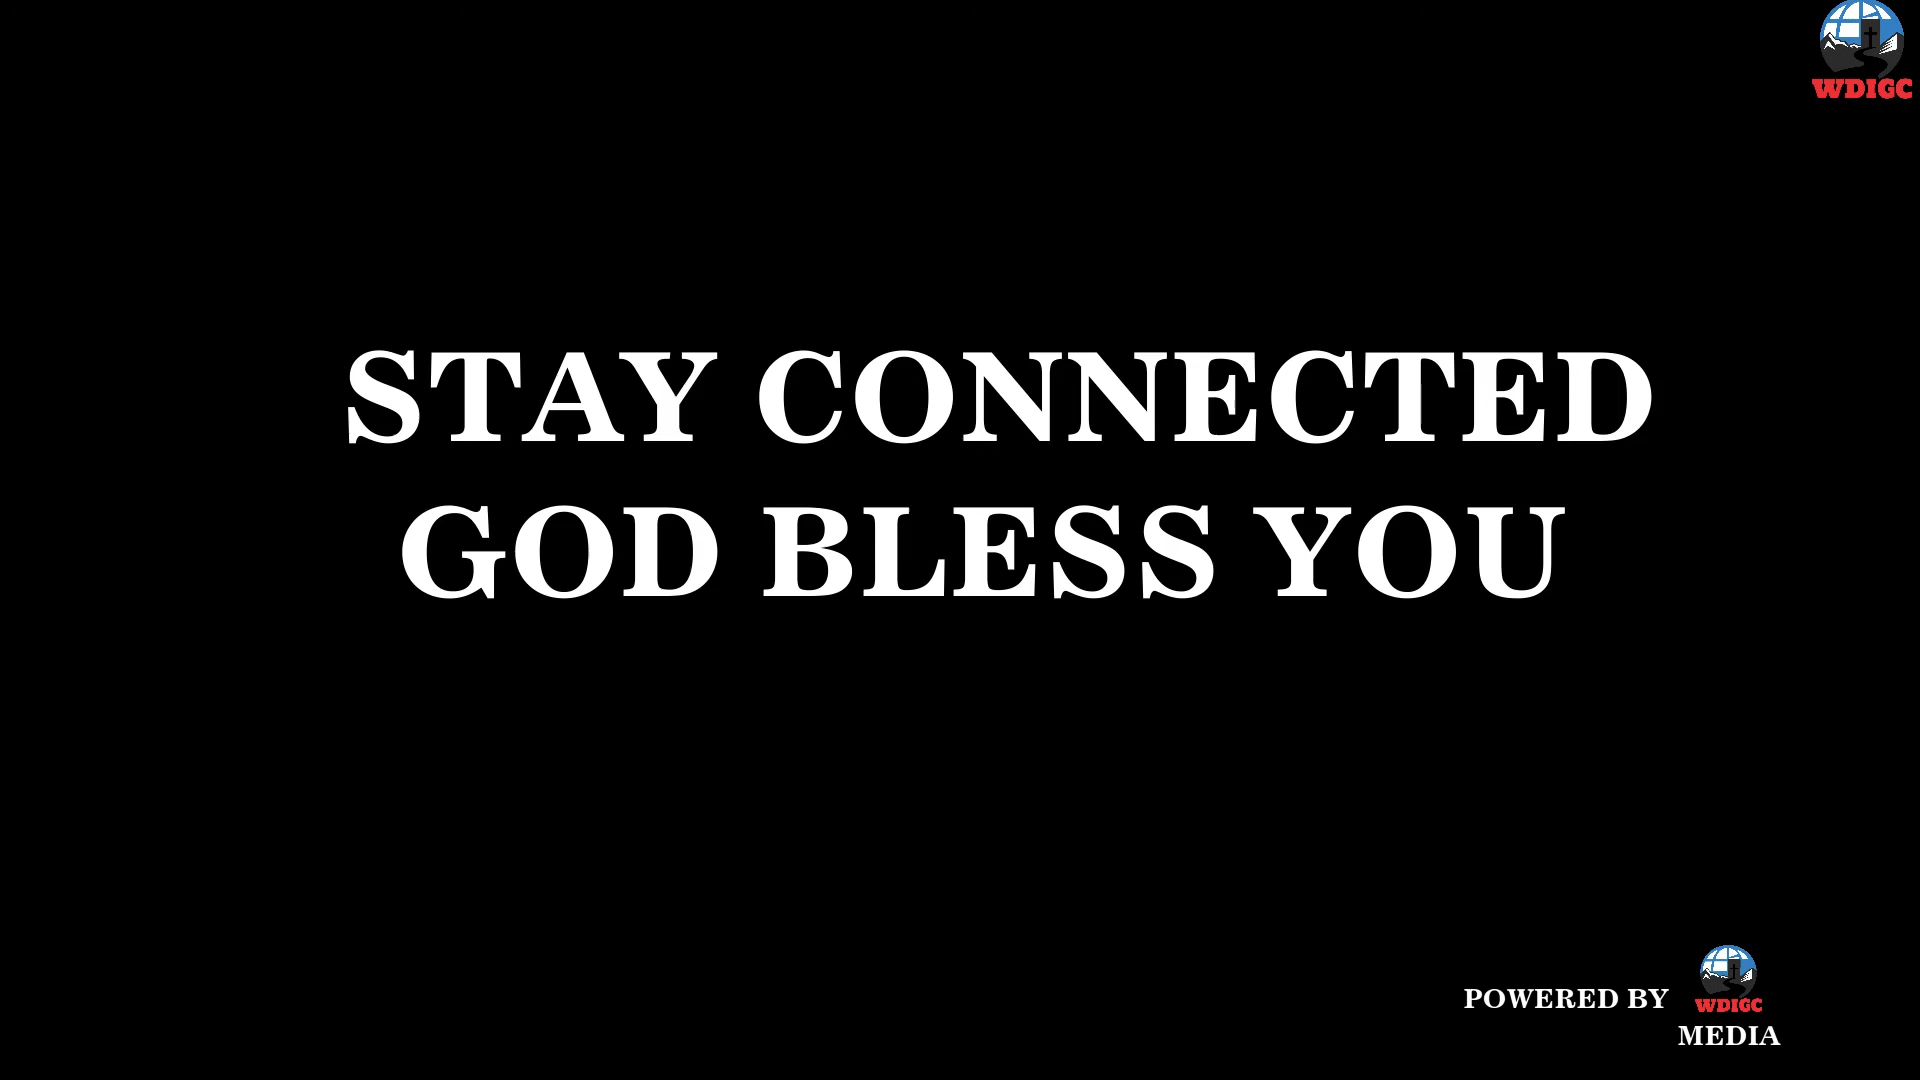 WDIGC
STAY CONNECTED
GOD BLESS YOU
POWERED BY WDIGC
MEDIA